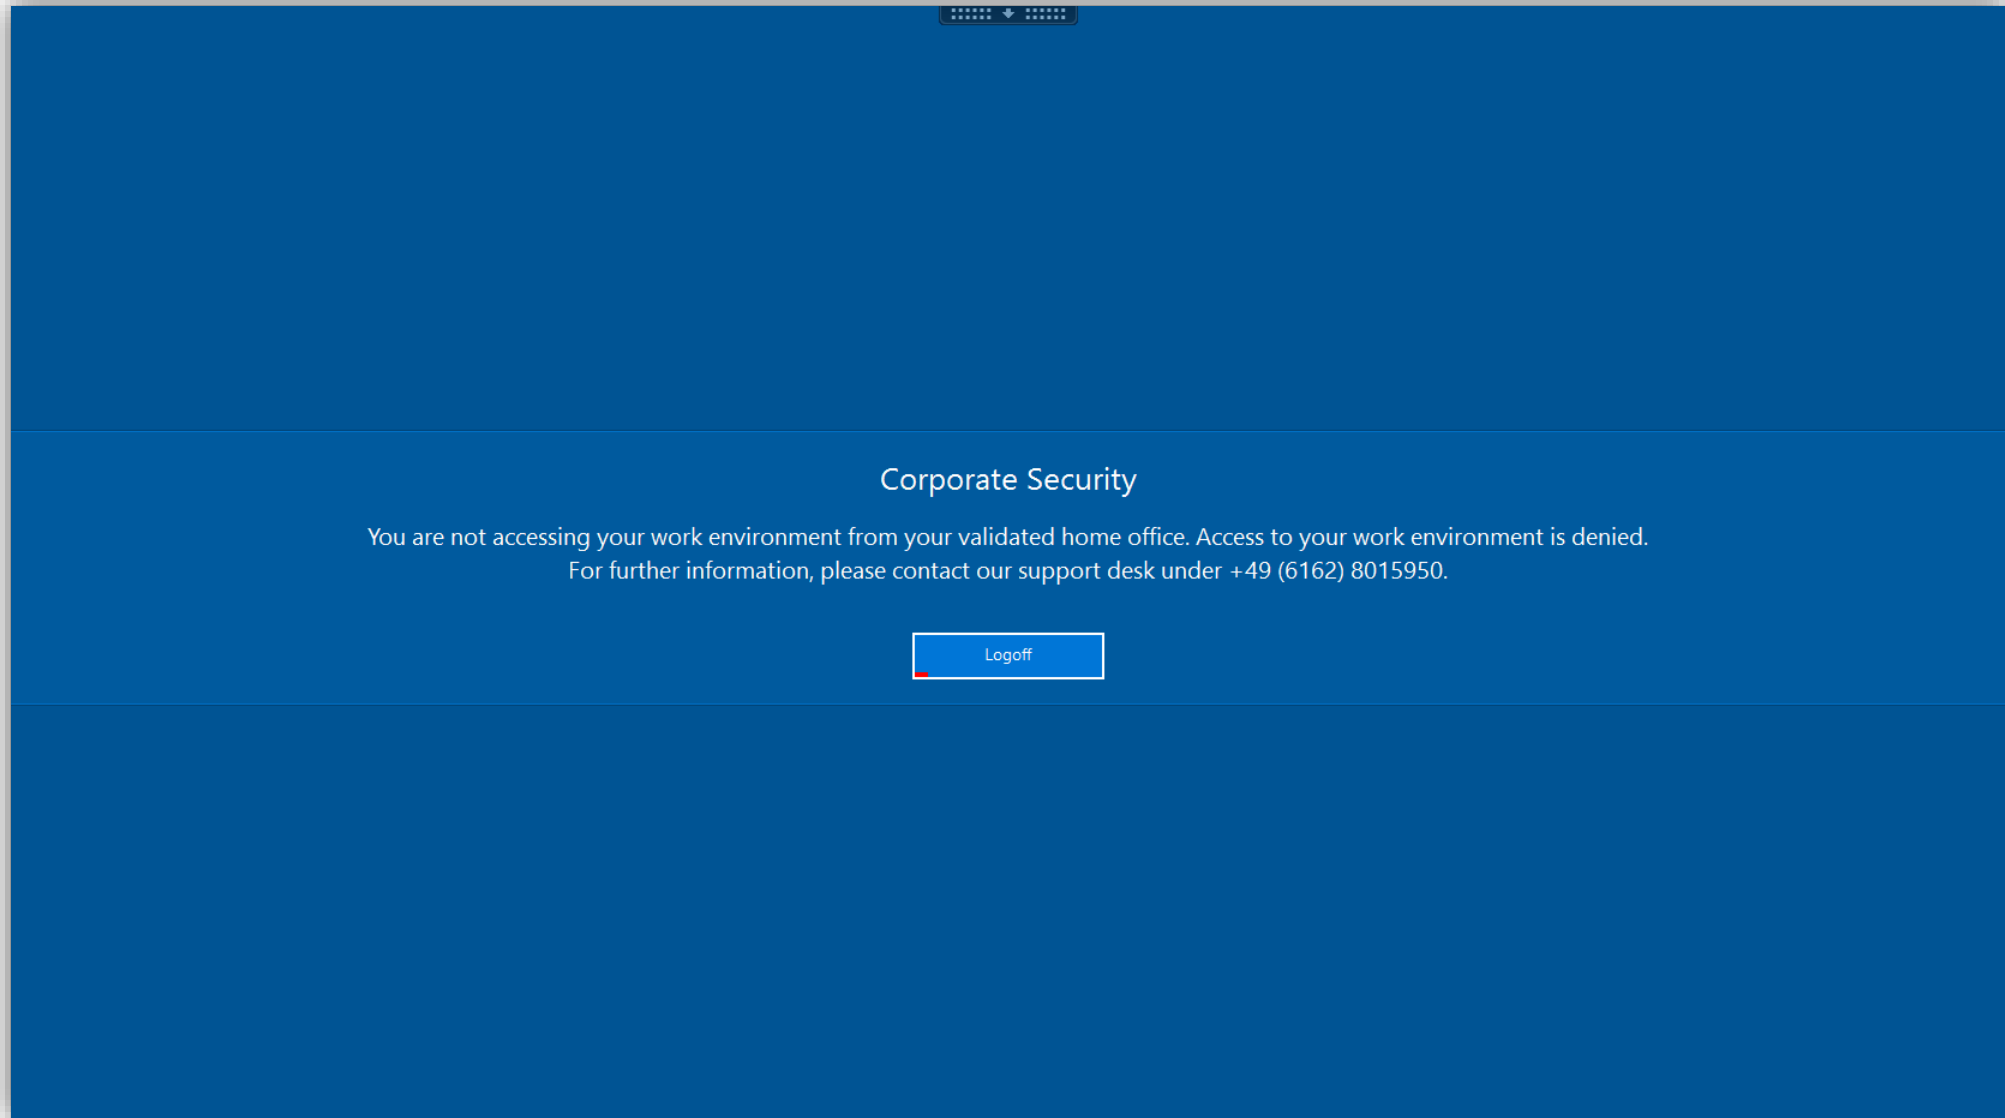 Corporate Security
You are not accessing your work environment from your validated home office. Access to your work environment is denied.
For further information, please contact our support desk under +49 (6162) 8015950.
Logoff